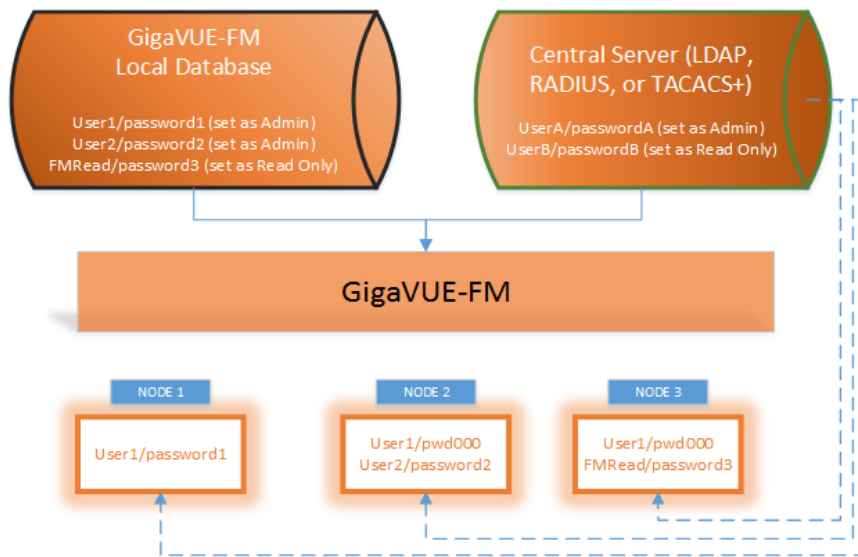 GigaVUE-FM
Local Database
User1/password1 (set as Admin)
User2/password2 (set as Admin)
FMRead/password3 (set as Read Only)
Central Server (LDAP,
RADIUS, or TACACS+)
UserA/passwordA (set as Admin)
UserB/passwordB (set as Read Only)
GigaVUE-FM
NODE 1
User1/password1
NODE 2
User1/pwd000
User2/password2
NODE 3
User1/pwd000
FMRead/password3